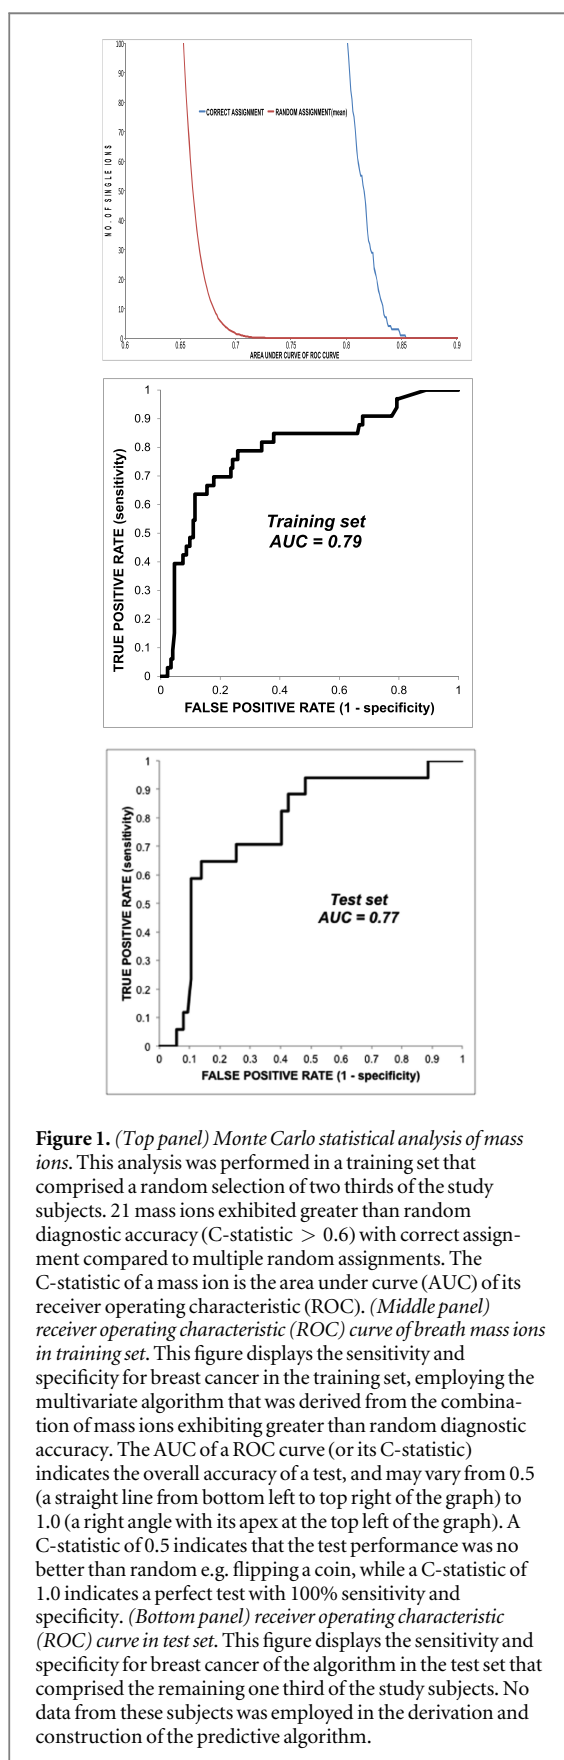 100
90
80
70
60
50
40
30
20
10
0
NO. OF SINGLE IONS
CORRECT ASSIGNMENT RANDOM ASSIGNMENT(mean)
0.6 0.65 0.7 0.75 0.8 0.85 0.9
AREA UNDER CURVE OF ROC CURVE
1
0.9
0.8
0.7
0.6
0.5
0.4
0.3
0.2
0.1
0
TRUE POSITIVE RATE (sensitivity)
Training set
AUC = 0.79
0 0.2 0.4 0.6 0.8 1
FALSE POSITIVE RATE (1 - specificity)
1
0.9
0.8
0.7
0.6
0.5
0.4
0.3
0.2
0.1
0
TRUE POSITIVE RATE (sensitivity)
Test set
AUC = 0.77
0 0.1 0.2 0.3 0.4 0.5 0.6 0.7 0.8 0.9 1
FALSE POSITIVE RATE (1 - specificity)
Figure 1. (Top panel) Monte Carlo statistical analysis of mass
ions. This analysis was performed in a training set that
comprised a random selection of two thirds of the study
subjects. 21 mass ions exhibited greater than random
diagnostic accuracy (C-statistic > 0.6) with correct assign-
ment compared to multiple random assignments. The
C-statistic of a mass ion is the area under curve (AUC) of its
receiver operating characteristic (ROC). (Middle panel)
receiver operating characteristic (ROC) curve of breath mass ions
in training set. This figure displays the sensitivity and
specificity for breast cancer in the training set, employing the
multivariate algorithm that was derived from the combina-
tion of mass ions exhibiting greater than random diagnostic
accuracy. The AUC of a ROC curve (or its C-statistic)
indicates the overall accuracy of a test, and may vary from 0.5
(a straight line from bottom left to top right of the graph) to
1.0 (a right angle with its apex at the top left of the graph). A
C-statistic of 0.5 indicates that the test performance was no
better than random e.g. flipping a coin, while a C-statistic of
1.0 indicates a perfect test with 100% sensitivity and
specificity. (Bottom panel) receiver operating characteristic
(ROC) curve in test set. This figure displays the sensitivity and
specificity for breast cancer of the algorithm in the test set that
comprised the remaining one third of the study subjects. No
data from these subjects was employed in the derivation and
construction of the predictive algorithm.